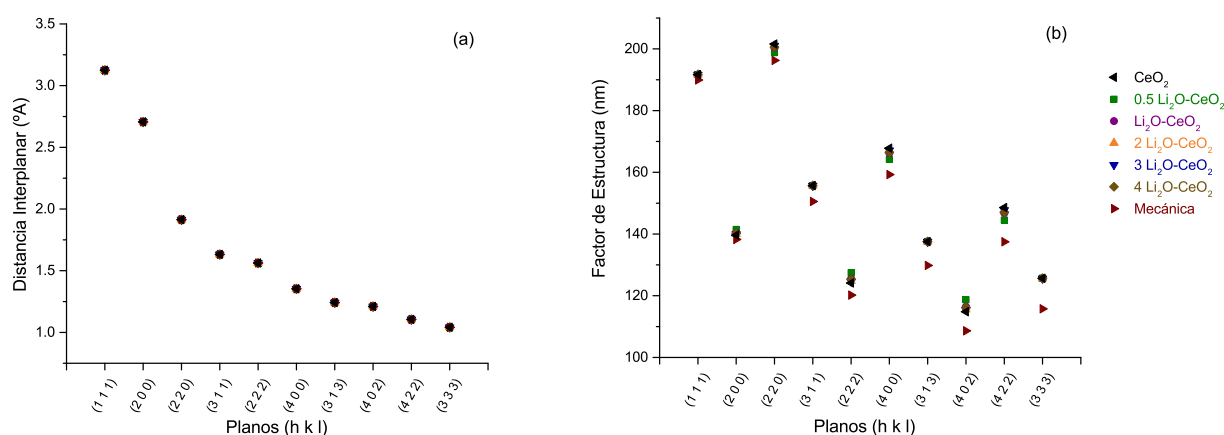 (a)
3.5
3.0
2.5
2.0
1.5
1.0
Distancia Interplanar (ºA)
(1 1 1)
(2 0 0)
(2 2 0)
(3 1 1)
(2 2 2)
(4 0 0)
(3 1 3)
(4 0 2)
(4 2 2)
(3 3 3)
Planos (h k l)
(b)
200
180
160
140
120
100
Factor de Estructura (nm)
(1 1 1)
(2 0 0)
(2 2 0)
(3 1 1)
(2 2 2)
(4 0 0)
(3 1 3)
(4 0 2)
(4 2 2)
(3 3 3)
Planos (h k l)
CeO₂
0.5 Li₂O-CeO₂
Li₂O-CeO₂
2 Li₂O-CeO₂
3 Li₂O-CeO₂
4 Li₂O-CeO₂
Mecánica